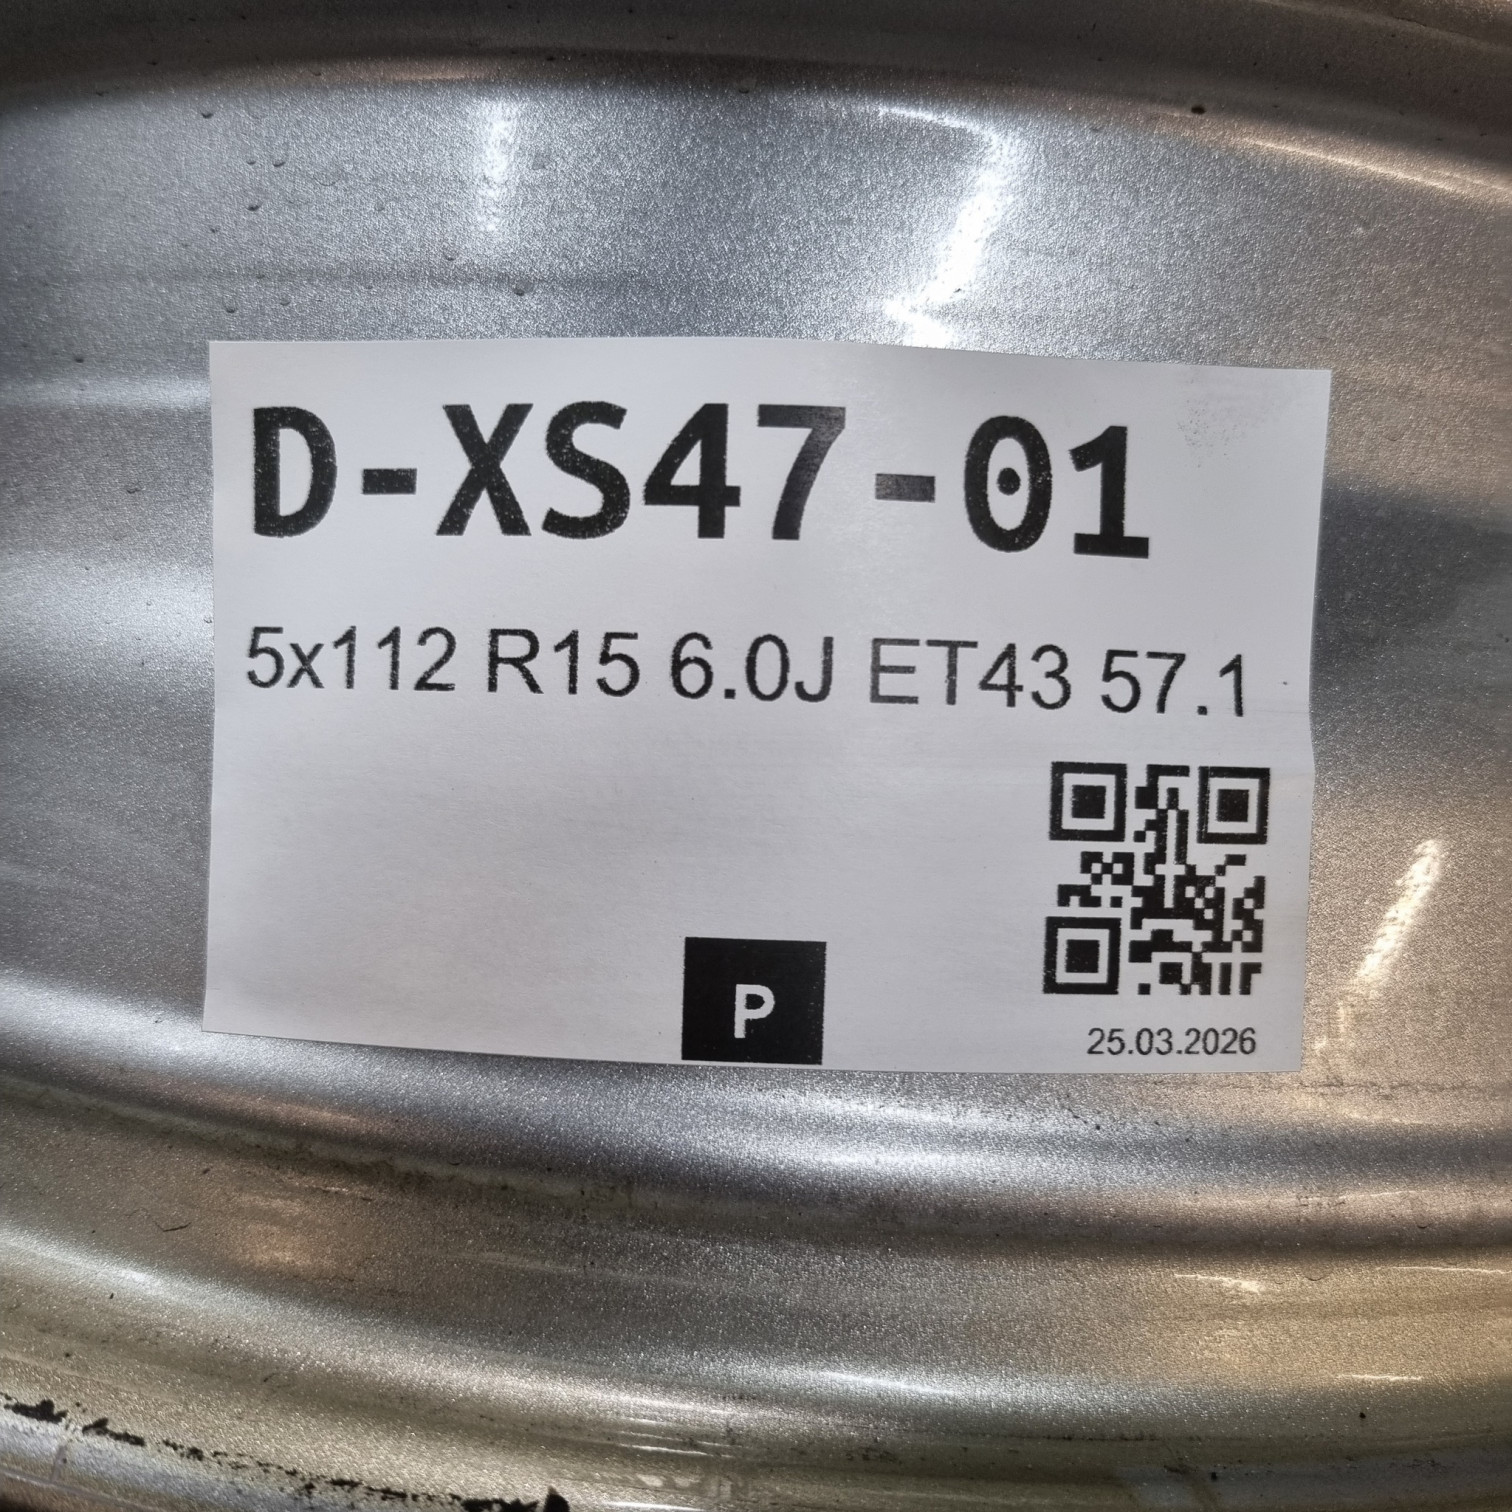 D-XS47-01
5x112 R15 6.0J ET43 57.1
P
25.03.2026